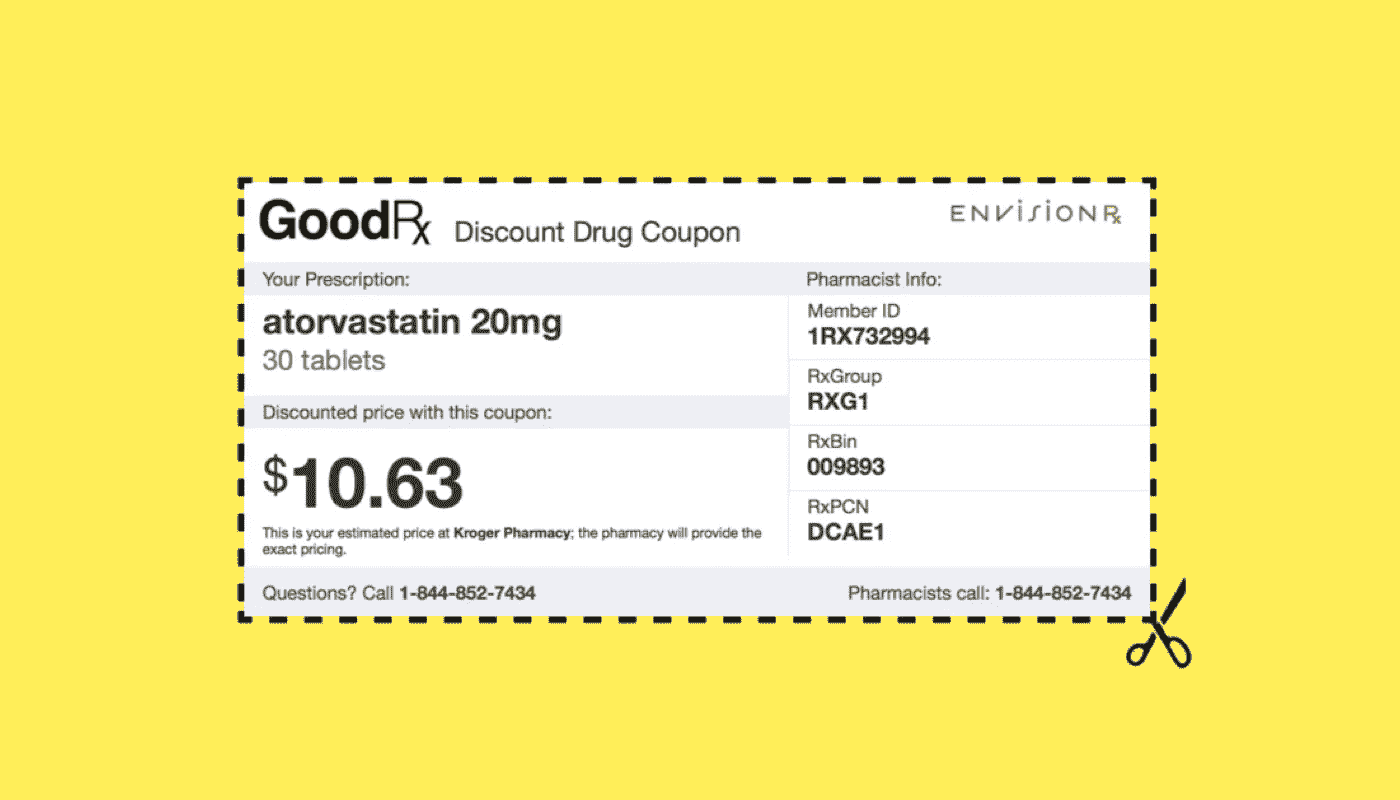 GoodRx Discount Drug Coupon
ENVISIONRx
Your Prescription:
atorvastatin 20mg
30 tablets
Discounted price with this coupon:
$10.63
This is your estimated price at Kroger Pharmacy; the pharmacy will provide the
exact pricing.
Pharmacist Info:
Member ID
1RX732994
RxGroup
RXG1
RxBin
009893
RxPCN
DCAE1
Questions? Call 1-844-852-7434
Pharmacists call: 1-844-852-7434